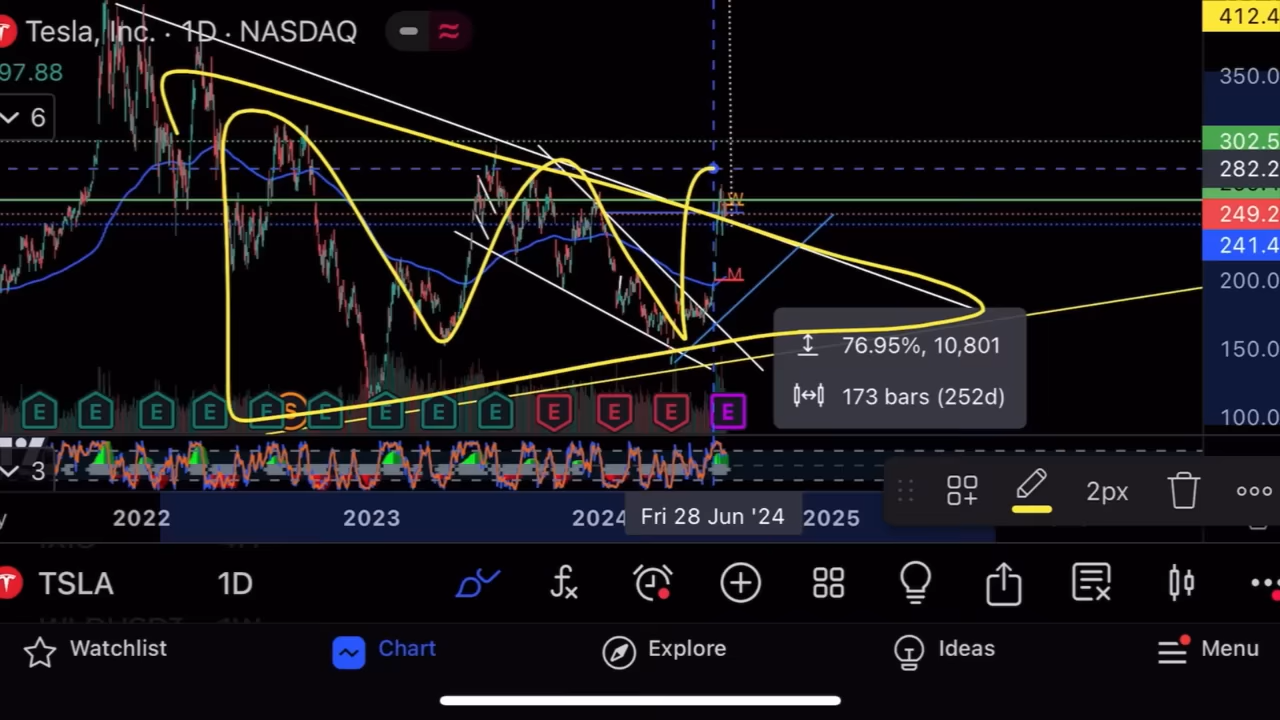 Tesla, Inc. · 1D · NASDAQ
412.4
97.88
350.0
6
302.5
282.2
W
249.2
241.4
M
200.0
76.95%, 10,801
150.0
173 bars (252d)
E E E E E S E E E E E E E E
100.0
3
2px
2022 2023 2024 Fri 28 Jun '24 2025
TSLA 1D
Watchlist Chart Explore Ideas Menu